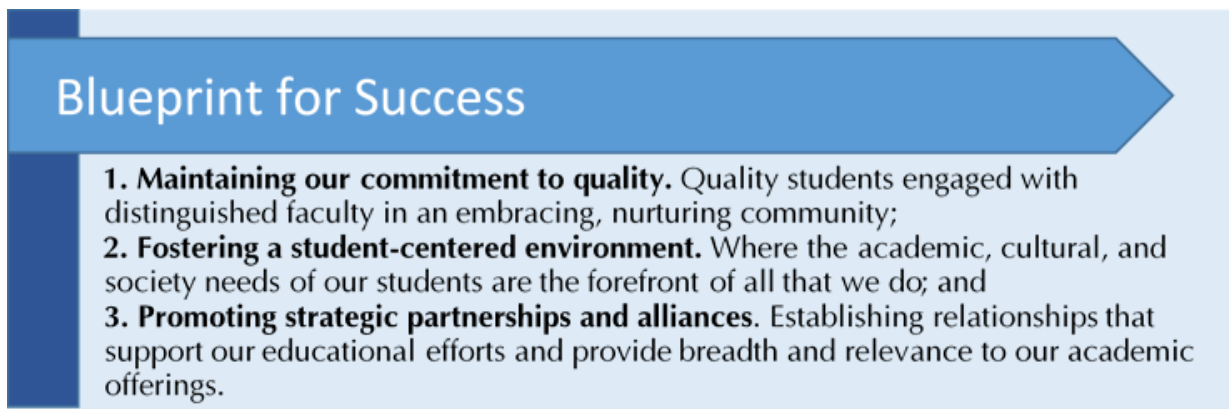 Blueprint for Success
1. Maintaining our commitment to quality. Quality students engaged with
distinguished faculty in an embracing, nurturing community;
2. Fostering a student-centered environment. Where the academic, cultural, and
society needs of our students are the forefront of all that we do; and
3. Promoting strategic partnerships and alliances. Establishing relationships that
support our educational efforts and provide breadth and relevance to our academic
offerings.